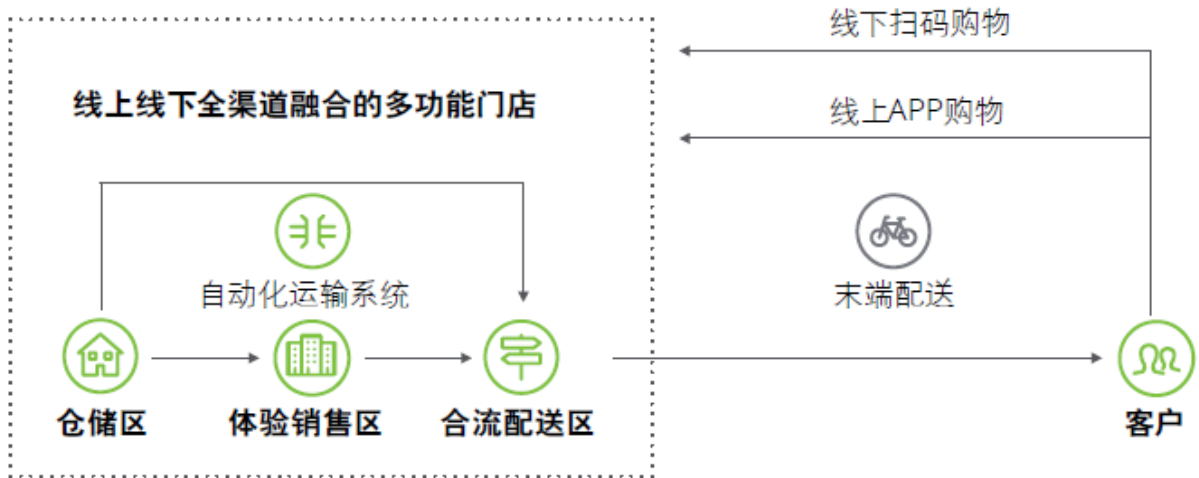 线下扫码购物
线上线下全渠道融合的多功能门店
线上APP购物
自动化运输系统
末端配送
仓储区
体验销售区
合流配送区
客户